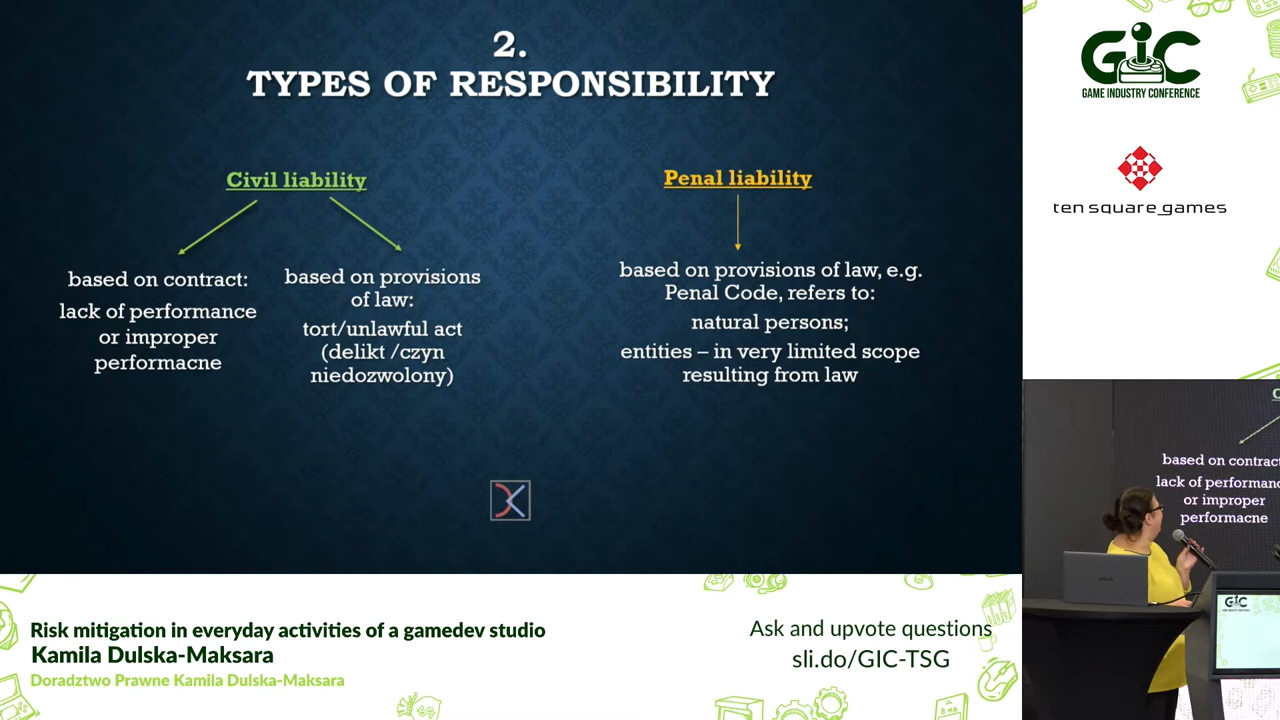 2.
TYPES OF RESPONSIBILITY
Civil liability
based on contract:
lack of performance
or improper
performacne
based on provisions
of law:
tort/unlawful act
(delikt /czyn
niedozwolony)
Penal liability
based on provisions of law, e.g.
Penal Code, refers to:
natural persons;
entities – in very limited scope
resulting from law
GIC
GAME INDUSTRY CONFERENCE
ten square games
based on contract
lack of performanc
or improper
performacne
GIC
Risk mitigation in everyday activities of a gamedev studio
Kamila Dulska-Maksara
Doradztwo Prawne Kamila Dulska-Maksara
Ask and upvote questions
sli.do/GIC-TSG